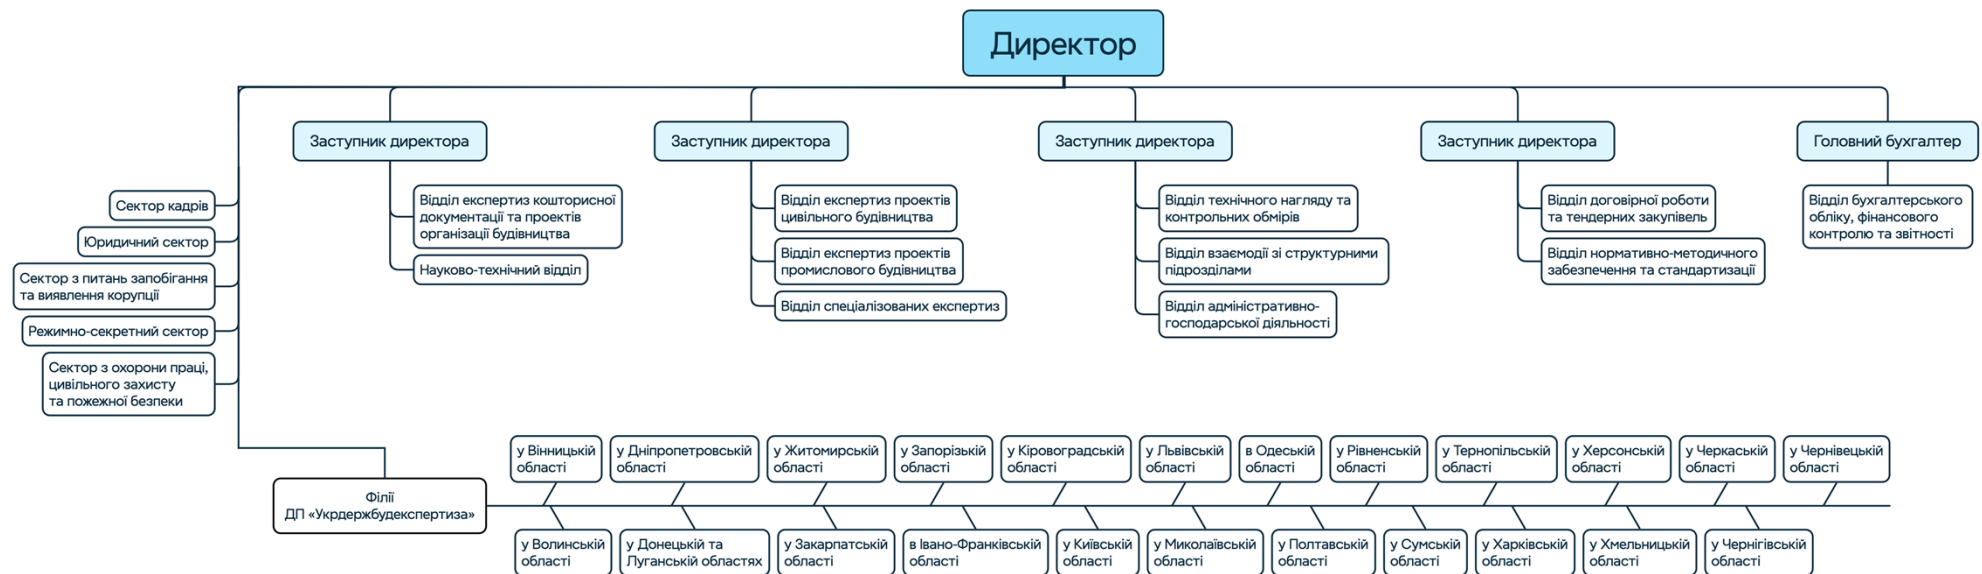 Директор
Заступник директора
Заступник директора
Заступник директора
Заступник директора
Головний бухгалтер
Сектор кадрів
Юридичний сектор
Сектор з питань запобігання
та виявлення корупції
Режимно-секретний сектор
Сектор з охорони праці,
цивільного захисту
та пожежної безпеки
Відділ експертиз кошторисної
документації та проектів
організації будівництва
Науково-технічний відділ
Відділ експертиз проектів
цивільного будівництва
Відділ експертиз проектів
промислового будівництва
Відділ спеціалізованих експертиз
Відділ технічного нагляду та
контрольних обмірів
Відділ взаємодії зі структурними
підрозділами
Відділ адміністративно-
господарської діяльності
Відділ договірної роботи
та тендерних закупівель
Відділ нормативно-методичного
забезпечення та стандартизації
Відділ бухгалтерського
обліку, фінансового
контролю та звітності
Філії
ДП «Укрдержбудекспертиза»
у Вінницькій
області
у Дніпропетровській
області
у Житомирській
області
у Запорізькій
області
у Кіровоградській
області
у Львівській
області
в Одеській
області
у Рівненській
області
у Тернопільській
області
у Херсонській
області
у Черкаській
області
у Чернівецькій
області
у Волинській
області
у Донецькій та
Луганській областях
у Закарпатській
області
в Івано-Франківській
області
у Київській
області
у Миколаївській
області
у Полтавській
області
у Сумській
області
у Харківській
області
у Хмельницькій
області
у Чернігівській
області